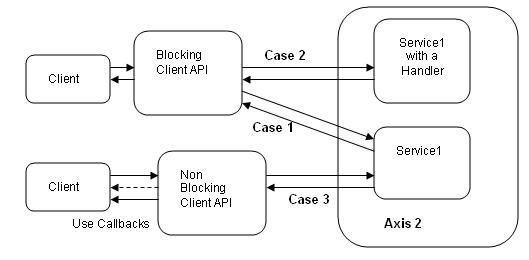 Blocking
Client API
Client
Case 2
Service1
with a
Handler
Case 1
Service1
Client
Non
Blocking
Client API
Case 3
Use Callbacks
Axis 2